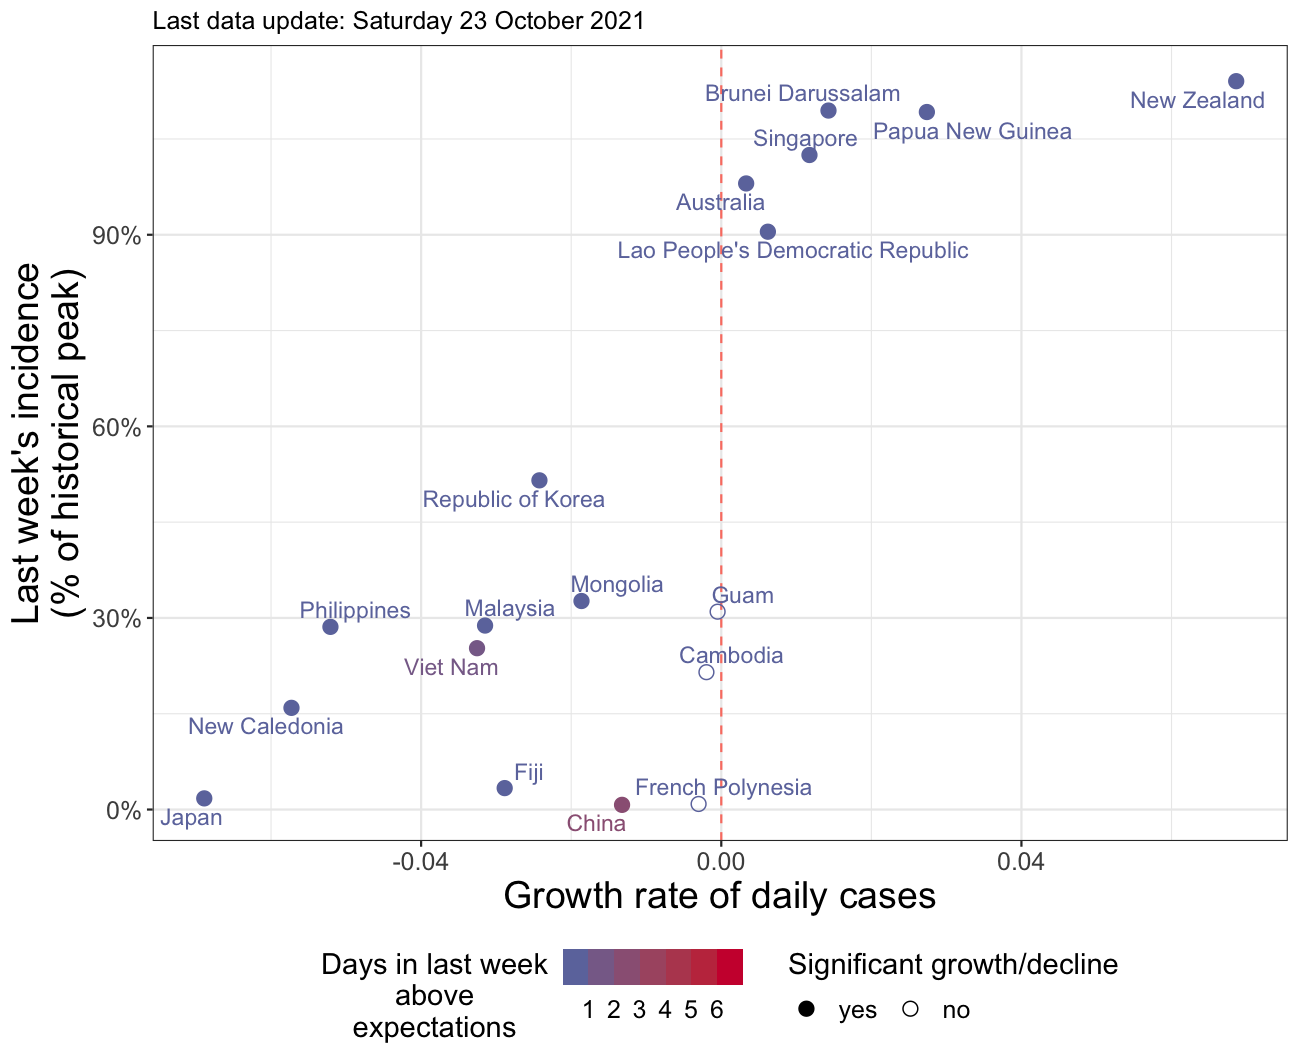 Last data update: Saturday 23 October 2021
New Zealand
Brunei Darussalam
Papua New Guinea
Singapore
Australia
Lao People's Democratic Republic
Republic of Korea
Mongolia
Guam
Philippines
Malaysia
Viet Nam
Cambodia
New Caledonia
Fiji
French Polynesia
Japan
China
90%
60%
30%
0%
Last week's incidence
(% of historical peak)
-0.04
0.00
0.04
Growth rate of daily cases
Days in last week
above
expectations
1 2 3 4 5 6
Significant growth/decline
yes
no